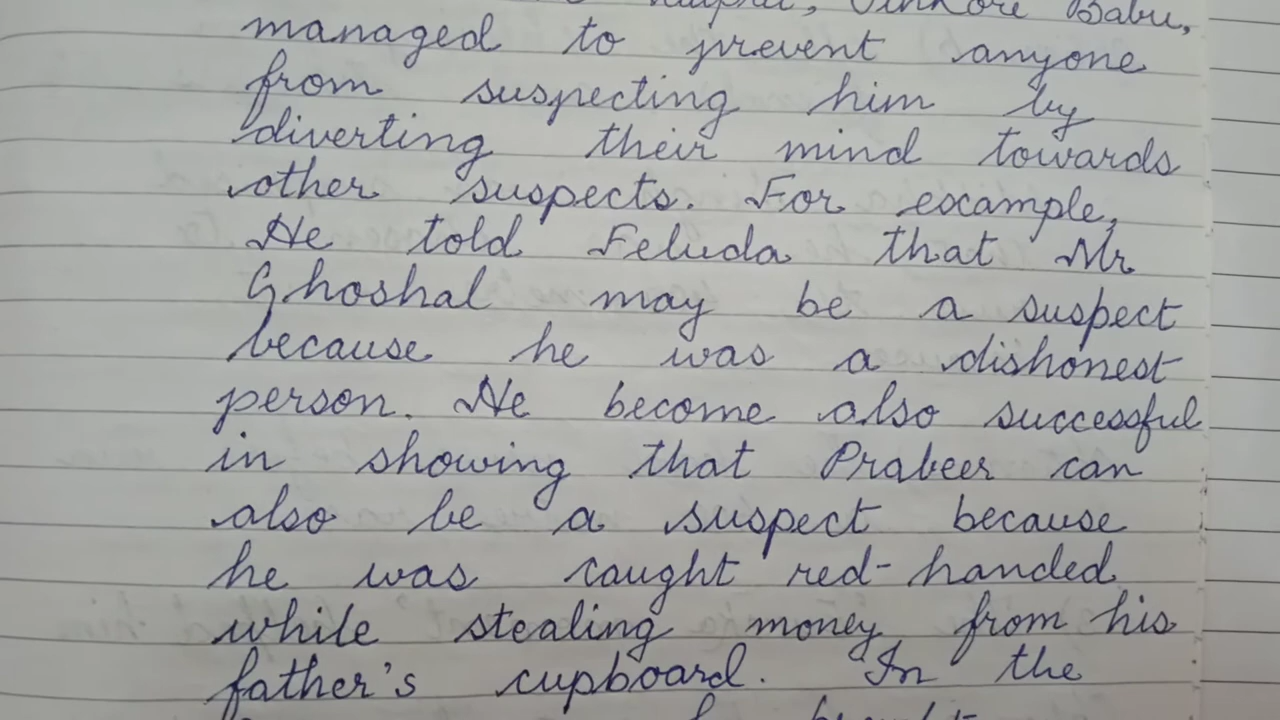 Tinkori Babu,
managed to prevent anyone
from suspecting him by
diverting their mind towards
other suspects. For example,
He told Feluda that Mr
Ghoshal may be a suspect
because he was a dishonest
person. He become also successful
in showing that Prabeer can
also be a suspect because
he was caught red-handed
while stealing money from his
father's cupboard. In the